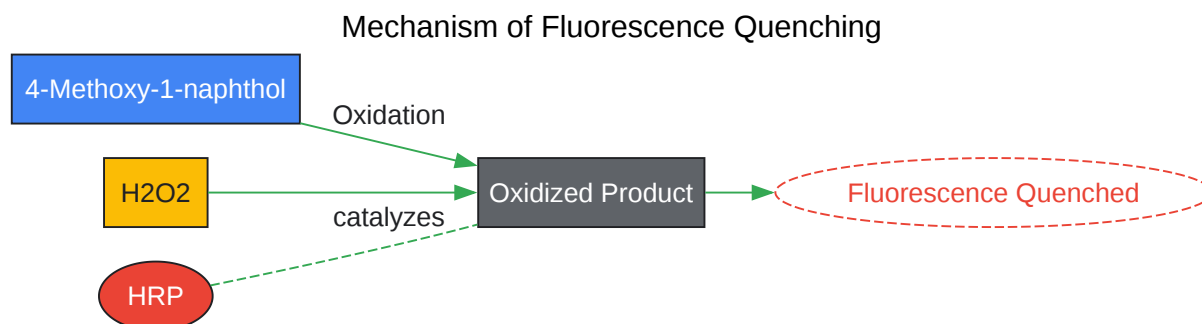 Mechanism of Fluorescence Quenching
4-Methoxy-1-naphthol
Oxidation
H2O2
Oxidized Product
Fluorescence Quenched
catalyzes
HRP